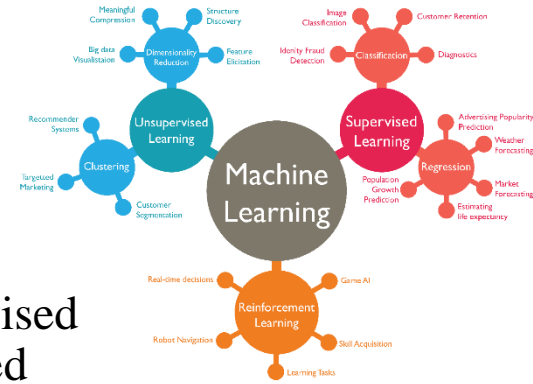 Meaningful
Compression
Structure
Discovery
Big data
Visualistaion
Dimensionality
Reduction
Feature
Elicitation
Recommender
Systems
Unsupervised
Learning
Clustering
Targetted
Marketing
Customer
Segmentation
Image
Classification
Customer Retention
Idenity Fraud
Detection
Classification
Diagnostics
Supervised
Learning
Advertising Popularity
Prediction
Weather
Forecasting
Regression
Population
Growth
Prediction
Market
Forecasting
Estimating
life expectancy
Machine
Learning
Real-time decisions
Game AI
Reinforcement
Learning
Robot Navigation
Skill Acquisition
Learning Tasks
ised
ed